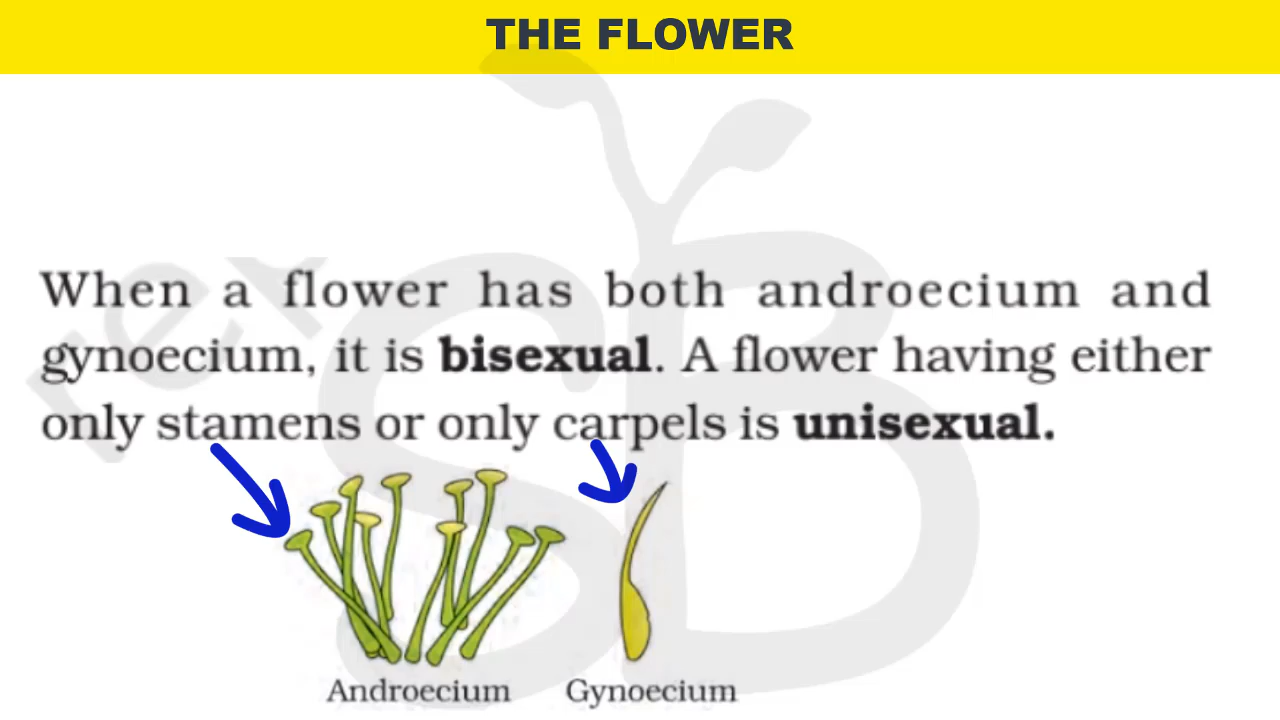 THE FLOWER
When a flower has both androecium and
gynoecium, it is bisexual. A flower having either
only stamens or only carpels is unisexual.
Androecium Gynoecium